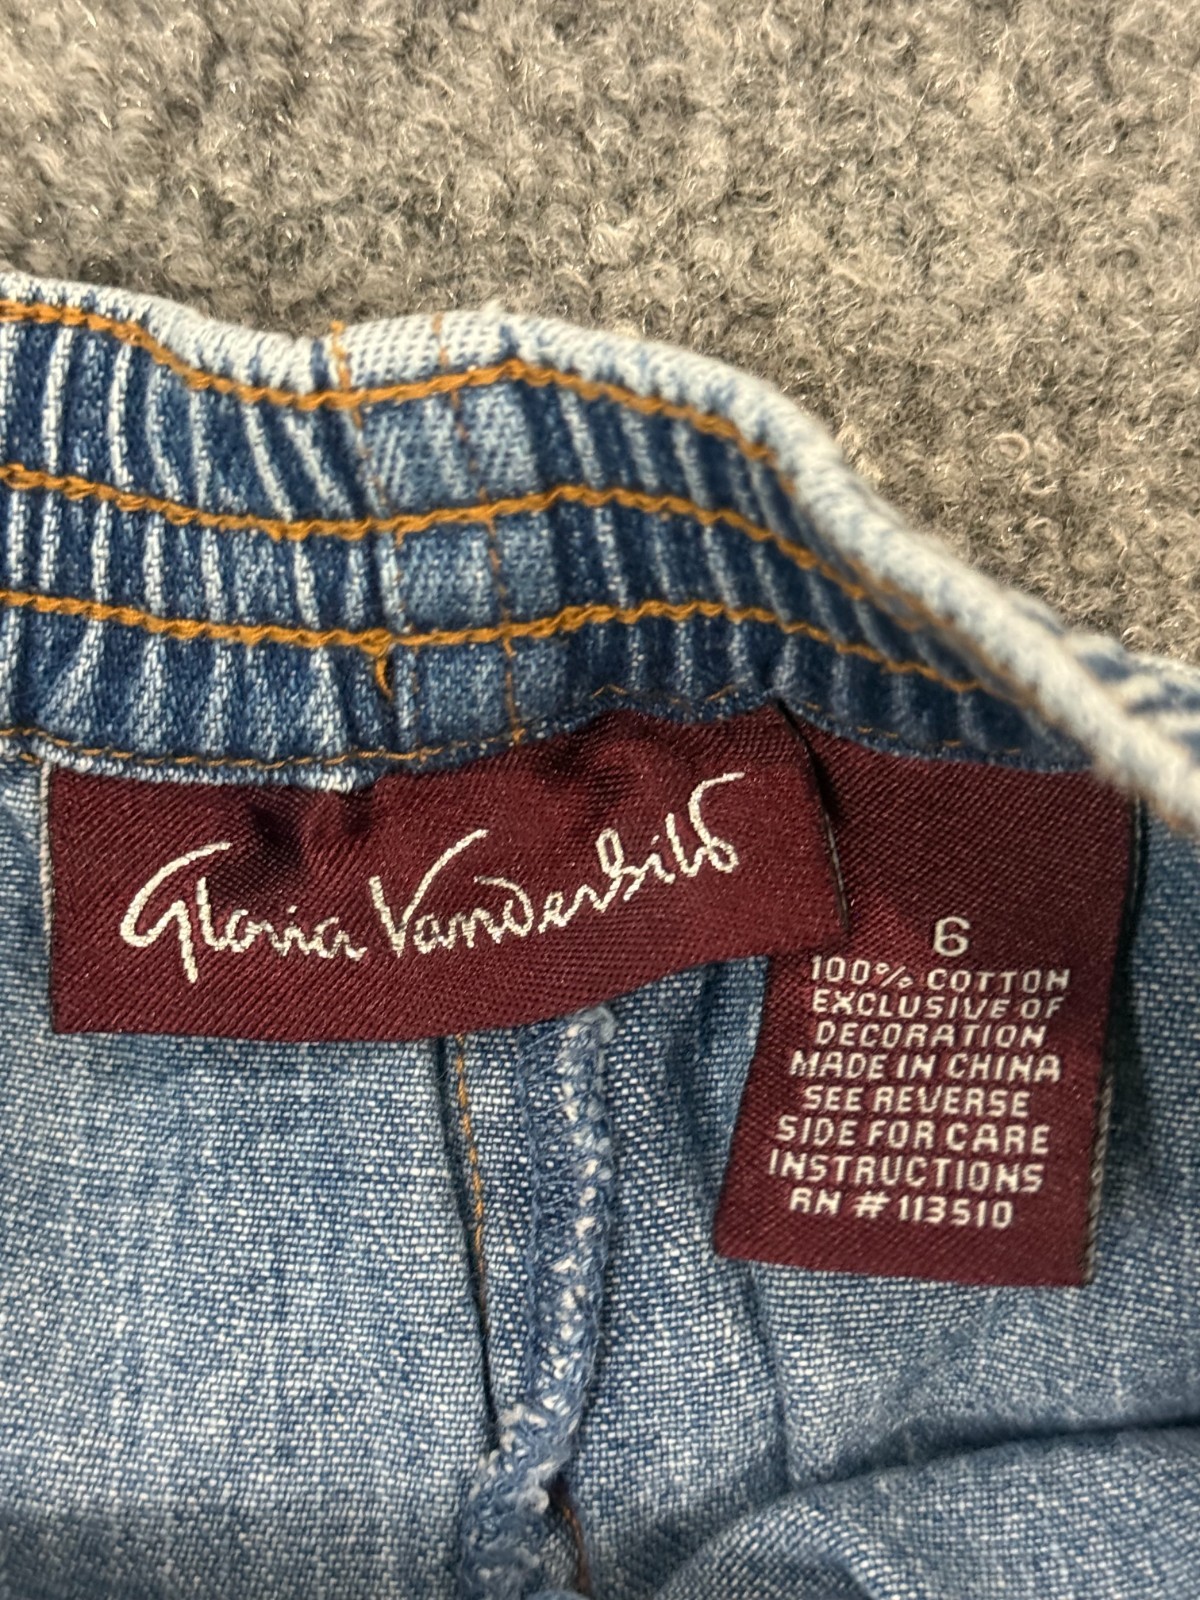 Gloria Vanderbilt
6
100% COTTON
EXCLUSIVE OF
DECORATION
MADE IN CHINA
SEE REVERSE
SIDE FOR CARE
INSTRUCTIONS
RN # 113510